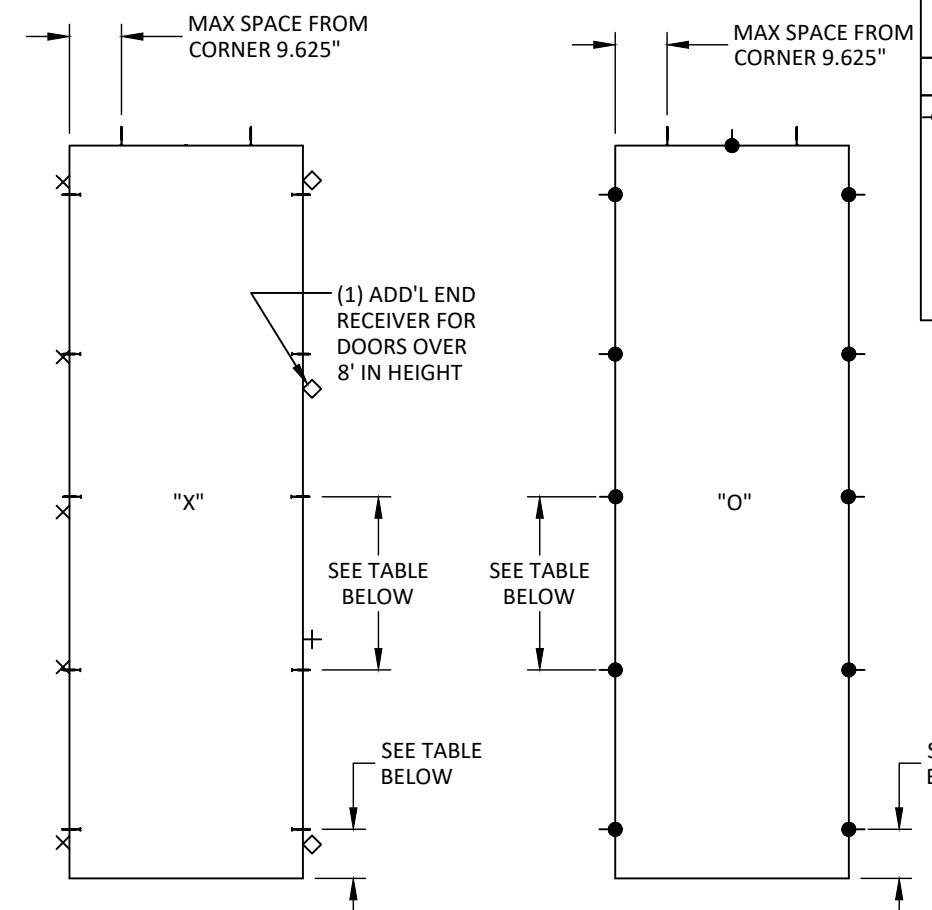 MAX SPACE FROM
CORNER 9.625"
MAX SPACE FROM
CORNER 9.625"
(1) ADD'L END
RECEIVER FOR
DOORS OVER
8' IN HEIGHT
"X"
"O"
SEE TABLE
BELOW
SEE TABLE
BELOW
SEE TABLE
BELOW